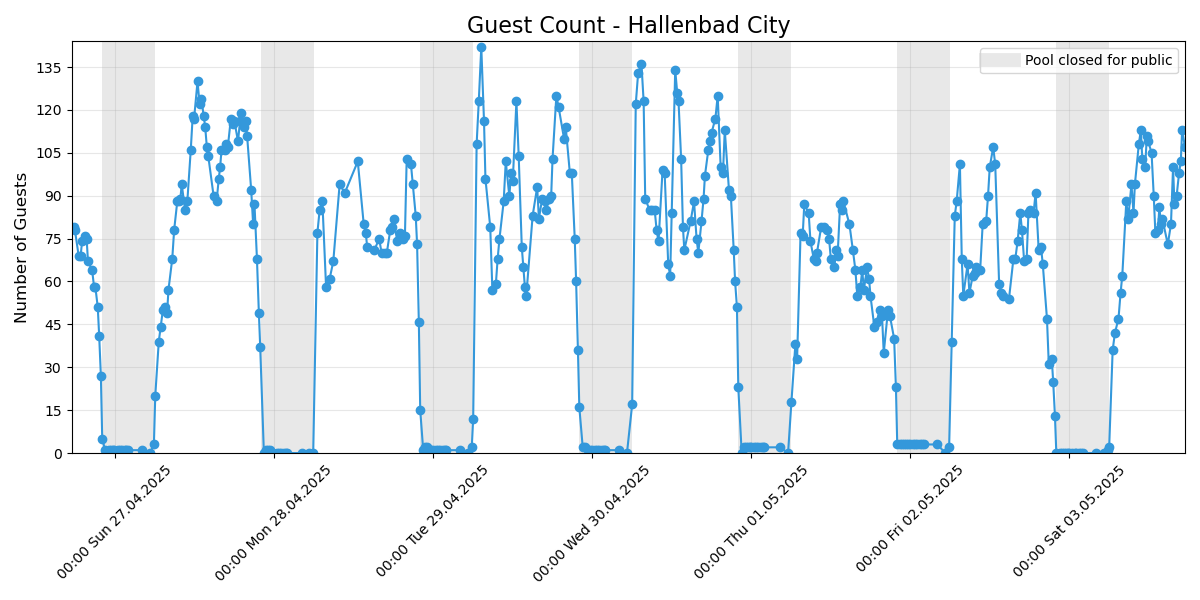 Guest Count - Hallenbad City
Pool closed for public
Number of Guests
135
120
105
90
75
60
45
30
15
0
00:00 Sun 27.04.2025
00:00 Mon 28.04.2025
00:00 Tue 29.04.2025
00:00 Wed 30.04.2025
00:00 Thu 01.05.2025
00:00 Fri 02.05.2025
00:00 Sat 03.05.2025